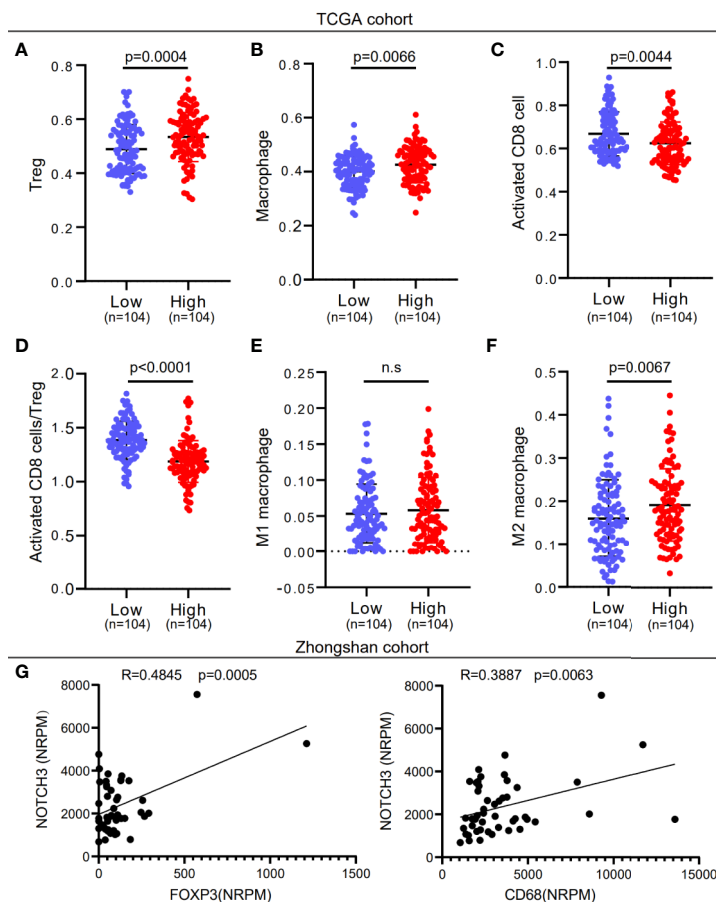 TCGA cohort
A
B
C
p=0.0004
p=0.0066
p=0.0044
Treg
0.8
0.6
0.4
0.2
0.0
Low
(n=104)
High
(n=104)
Macrophage
0.8
0.6
0.4
0.2
0
Low
(n=104)
High
(n=104)
Activated CD8 cell
1.0
0.8
0.6
0.4
0.2
0.0
Low
(n=104)
High
(n=104)
D
E
F
p<0.0001
n.s
p=0.0067
Activated CD8 cells/Treg
2.0
1.5
1.0
0.5
0.0
Low
(n=104)
High
(n=104)
M1 macrophage
0.25
0.20
0.15
0.10
0.05
0.00
-0.05
Low
(n=104)
High
(n=104)
M2 macrophage
0.5
0.4
0.3
0.2
0.1
0.0
Low
(n=104)
High
(n=104)
Zhongshan cohort
G
R=0.4845 p=0.0005
NOTCH3 (NRPM)
8000
6000
4000
2000
0
0
500
1000
1500
FOXP3(NRPM)
R=0.3887 p=0.0063
NOTCH3 (NRPM)
8000
6000
4000
2000
0
0
5000
10000
15000
CD68(NRPM)